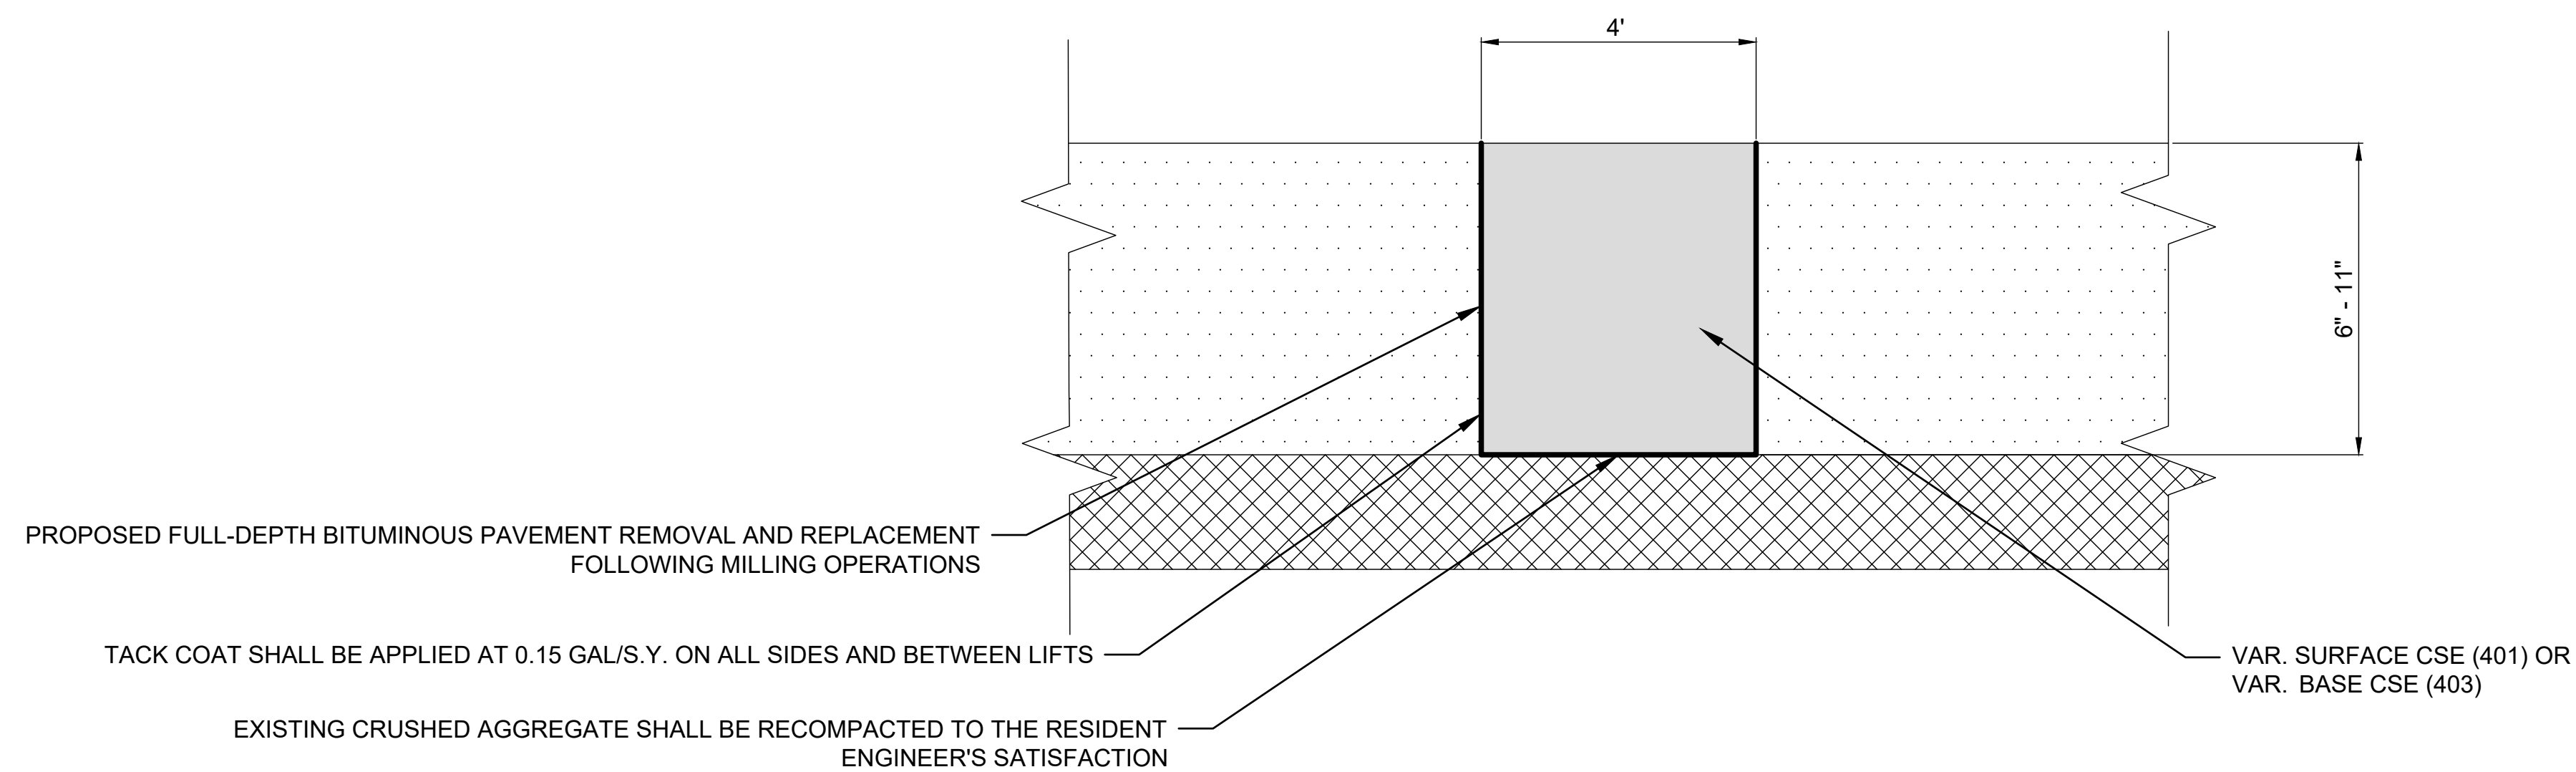 4'
6" - 11"
PROPOSED FULL-DEPTH BITUMINOUS PAVEMENT REMOVAL AND REPLACEMENT
FOLLOWING MILLING OPERATIONS
TACK COAT SHALL BE APPLIED AT 0.15 GAL/S.Y. ON ALL SIDES AND BETWEEN LIFTS
VAR. SURFACE CSE (401) OR
VAR. BASE CSE (403)
EXISTING CRUSHED AGGREGATE SHALL BE RECOMPACTED TO THE RESIDENT
ENGINEER'S SATISFACTION